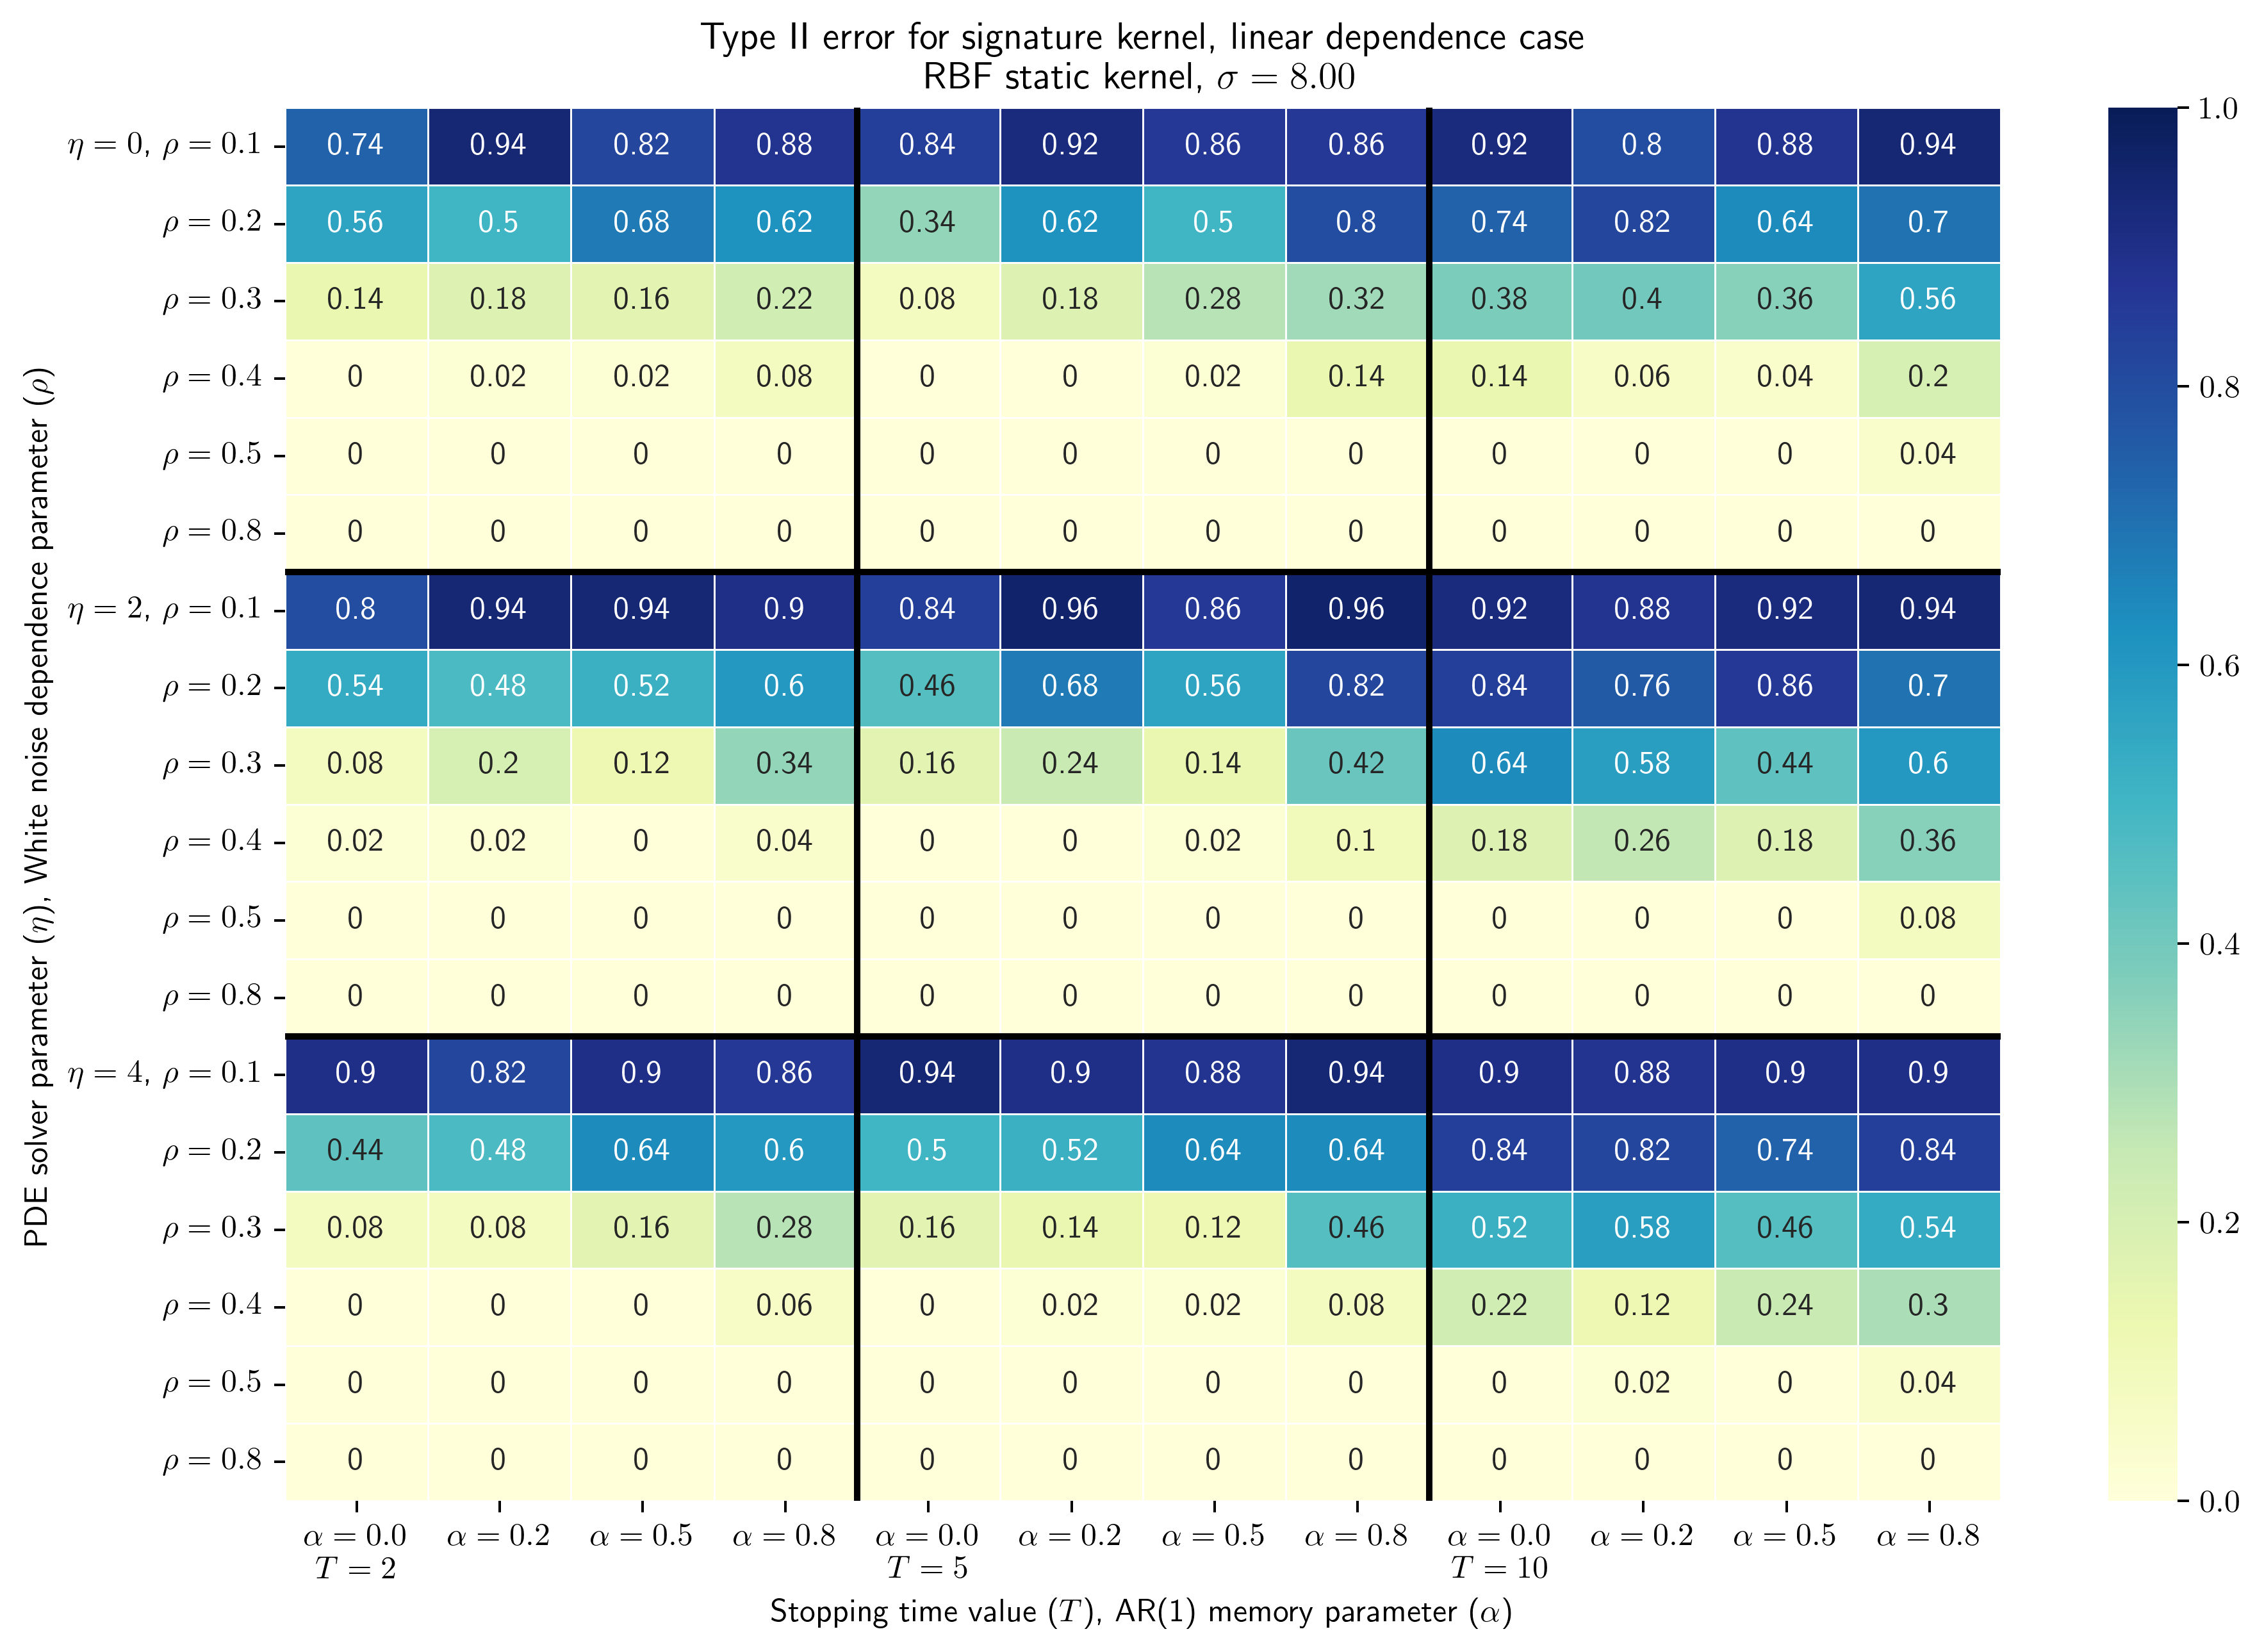 Type II error for signature kernel, linear dependence case
RBF static kernel, σ = 8.00
PDE solver parameter (η), White noise dependence parameter (ρ)
η = 0, ρ = 0.1 0.74 0.94 0.82 0.88 0.84 0.92 0.86 0.86 0.92 0.8 0.88 0.94
ρ = 0.2 0.56 0.5 0.68 0.62 0.34 0.62 0.5 0.8 0.74 0.82 0.64 0.7
ρ = 0.3 0.14 0.18 0.16 0.22 0.08 0.18 0.28 0.32 0.38 0.4 0.36 0.56
ρ = 0.4 0 0.02 0.02 0.08 0 0 0.02 0.14 0.14 0.06 0.04 0.2
ρ = 0.5 0 0 0 0 0 0 0 0 0 0 0 0.04
ρ = 0.8 0 0 0 0 0 0 0 0 0 0 0 0
η = 2, ρ = 0.1 0.8 0.94 0.94 0.9 0.84 0.96 0.86 0.96 0.92 0.88 0.92 0.94
ρ = 0.2 0.54 0.48 0.52 0.6 0.46 0.68 0.56 0.82 0.84 0.76 0.86 0.7
ρ = 0.3 0.08 0.2 0.12 0.34 0.16 0.24 0.14 0.42 0.64 0.58 0.44 0.6
ρ = 0.4 0.02 0.02 0 0.04 0 0 0.02 0.1 0.18 0.26 0.18 0.36
ρ = 0.5 0 0 0 0 0 0 0 0 0 0 0 0.08
ρ = 0.8 0 0 0 0 0 0 0 0 0 0 0 0
η = 4, ρ = 0.1 0.9 0.82 0.9 0.86 0.94 0.9 0.88 0.94 0.9 0.88 0.9 0.9
ρ = 0.2 0.44 0.48 0.64 0.6 0.5 0.52 0.64 0.64 0.84 0.82 0.74 0.84
ρ = 0.3 0.08 0.08 0.16 0.28 0.16 0.14 0.12 0.46 0.52 0.58 0.46 0.54
ρ = 0.4 0 0 0 0.06 0 0.02 0.02 0.08 0.22 0.12 0.24 0.3
ρ = 0.5 0 0 0 0 0 0 0 0 0 0.02 0 0.04
ρ = 0.8 0 0 0 0 0 0 0 0 0 0 0 0
α = 0.0 α = 0.2 α = 0.5 α = 0.8 α = 0.0 α = 0.2 α = 0.5 α = 0.8 α = 0.0 α = 0.2 α = 0.5 α = 0.8
T = 2 T = 5 T = 10
Stopping time value (T), AR(1) memory parameter (α)
1.0
0.8
0.6
0.4
0.2
0.0